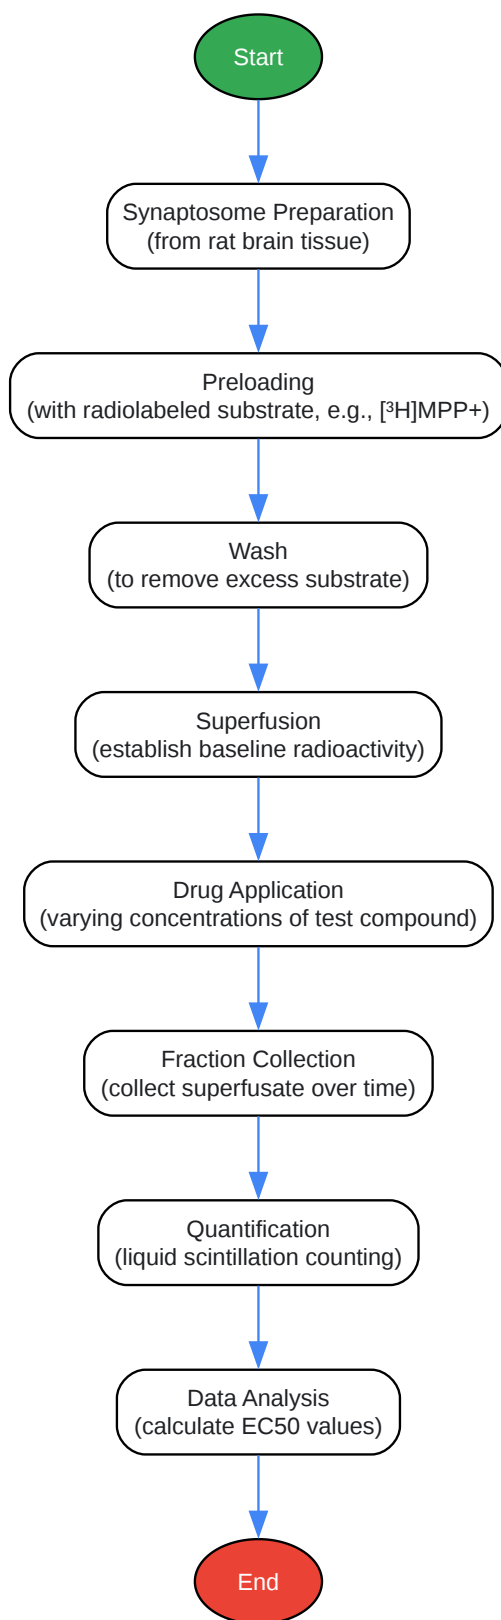 Start
Synaptosome Preparation
(from rat brain tissue)
Preloading
(with radiolabeled substrate, e.g., [³H]MPP+)
Wash
(to remove excess substrate)
Superfusion
(establish baseline radioactivity)
Drug Application
(varying concentrations of test compound)
Fraction Collection
(collect superfusate over time)
Quantification
(liquid scintillation counting)
Data Analysis
(calculate EC50 values)
End